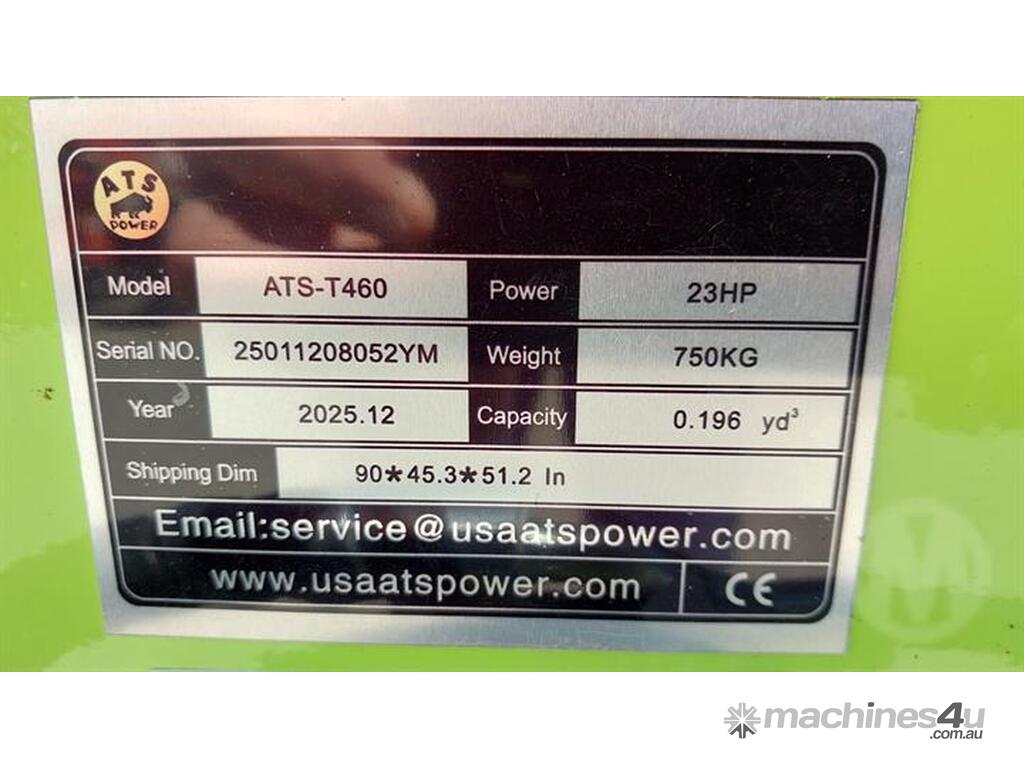 ATS
POWER
Model ATS-T460 Power 23HP
Serial NO. 25011208052YM Weight 750KG
Year 2025.12 Capacity 0.196 yd³
Shipping Dim 90*45.3*51.2 In
Email:service@usaatspower.com
www.usaatspower.com CE
M
machines4u
.com.au